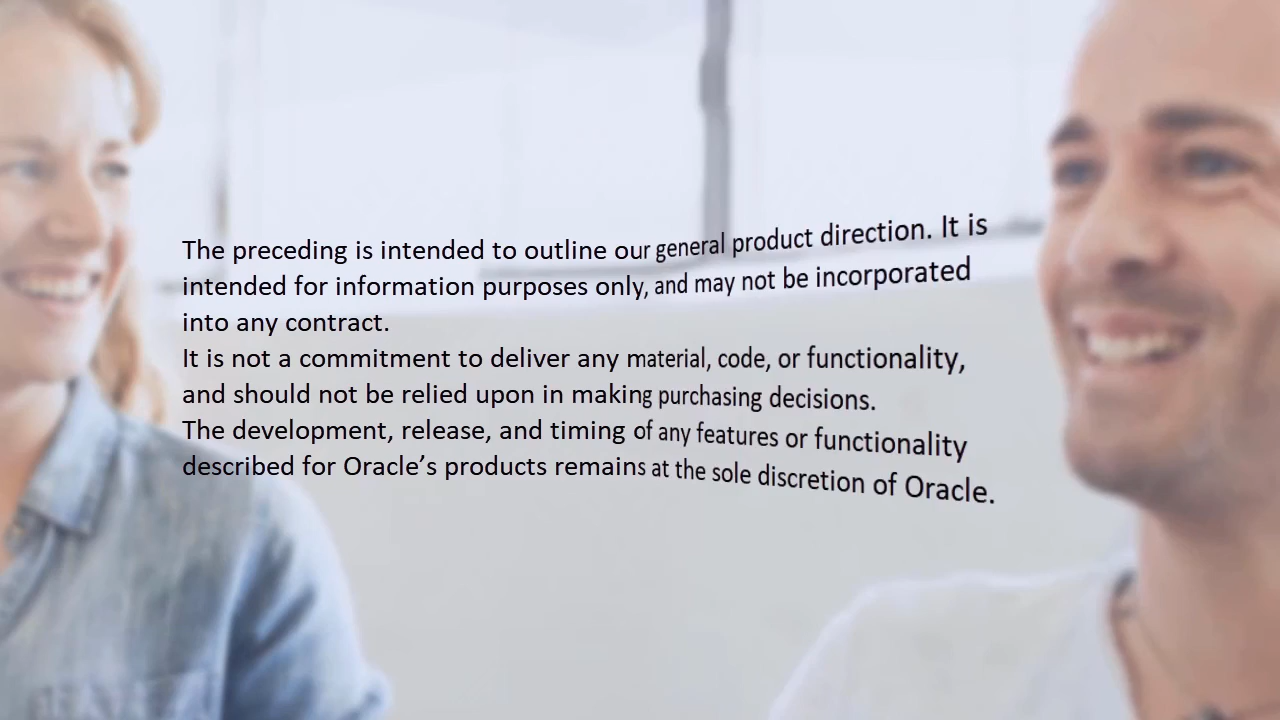 The preceding is intended to outline our general product direction. It is
intended for information purposes only, and may not be incorporated
into any contract.
It is not a commitment to deliver any material, code, or functionality,
and should not be relied upon in making purchasing decisions.
The development, release, and timing of any features or functionality
described for Oracle’s products remains at the sole discretion of Oracle.